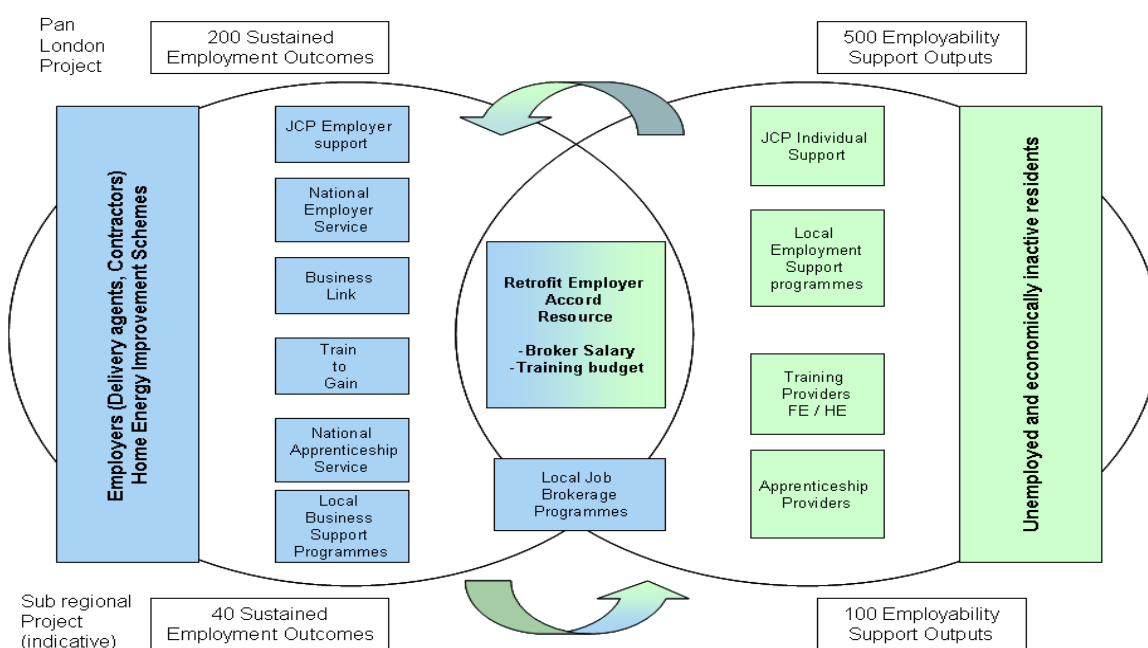 Pan
London
Project
200 Sustained
Employment Outcomes
500 Employability
Support Outputs
Employers (Delivery agents, Contractors)
Home Energy Improvement Schemes
JCP Employer
support
National
Employer
Service
Business
Link
Train
to
Gain
National
Apprenticeship
Service
Local
Business
Support
Programmes
Retrofit Employer
Accord
Resource
-Broker Salary
-Training budget
Local Job
Brokerage
Programmes
JCP Individual
Support
Local
Employment
Support
programmes
Training
Providers
FE / HE
Apprenticeship
Providers
Unemployed and economically inactive residents
Sub regional
Project
(indicative)
40 Sustained
Employment Outcomes
100 Employability
Support Outputs